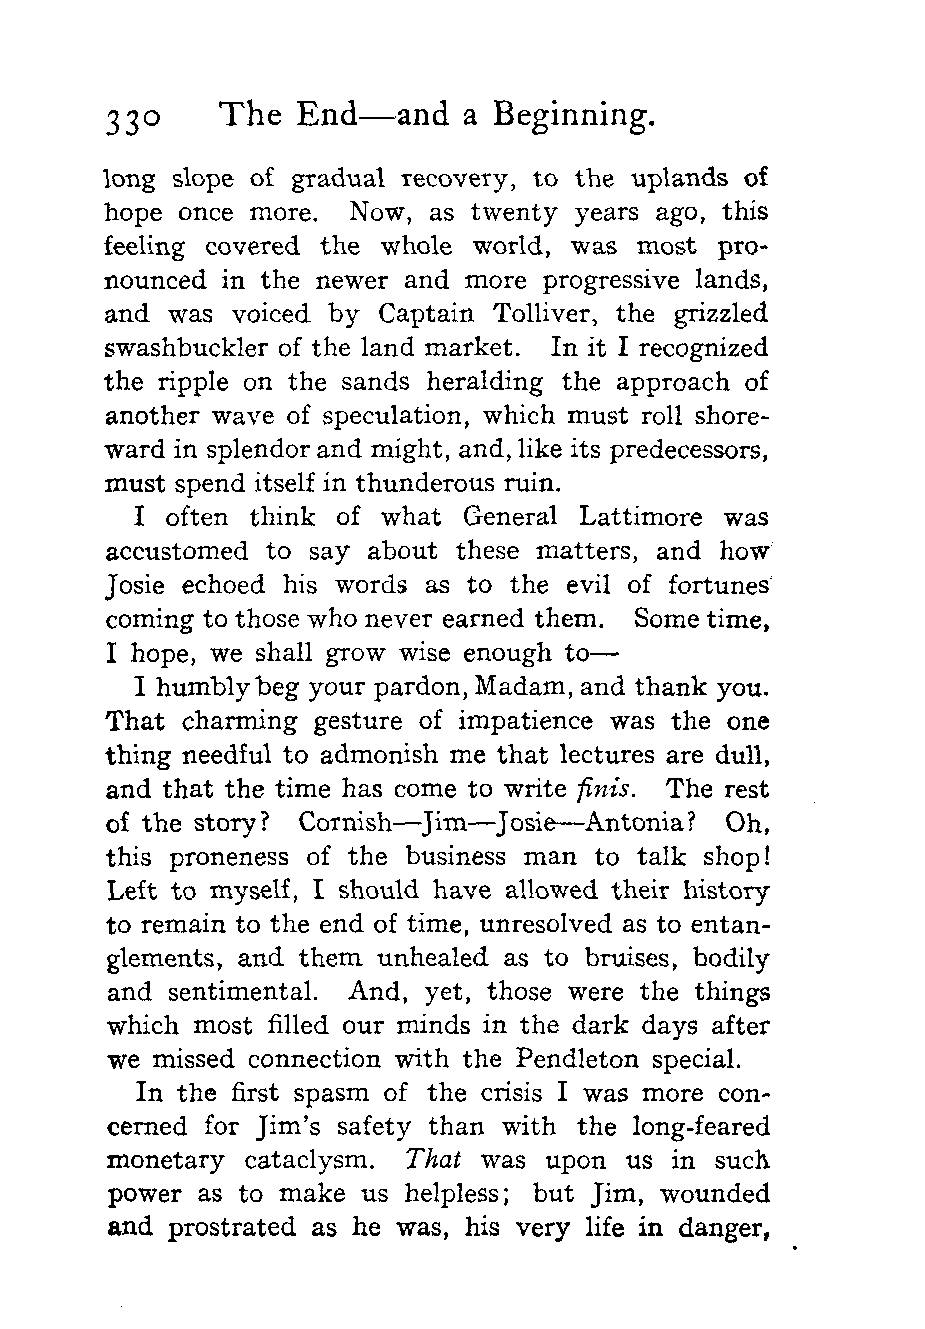 330 The End—and a Beginning.
long slope of gradual recovery, to the uplands of
hope once more. Now, as twenty years ago, this
feeling covered the whole world, was most pro-
nounced in the newer and more progressive lands,
and was voiced by Captain Tolliver, the grizzled
swashbuckler of the land market. In it I recognized
the ripple on the sands heralding the approach of
another wave of speculation, which must roll shore-
ward in splendor and might, and, like its predecessors,
must spend itself in thunderous ruin.
I often think of what General Lattimore was
accustomed to say about these matters, and how
Josie echoed his words as to the evil of fortunes
coming to those who never earned them. Some time,
I hope, we shall grow wise enough to—
I humbly beg your pardon, Madam, and thank you.
That charming gesture of impatience was the one
thing needful to admonish me that lectures are dull,
and that the time has come to write finis. The rest
of the story? Cornish—Jim—Josie—Antonia? Oh,
this proneness of the business man to talk shop!
Left to myself, I should have allowed their history
to remain to the end of time, unresolved as to entan-
glements, and them unhealed as to bruises, bodily
and sentimental. And, yet, those were the things
which most filled our minds in the dark days after
we missed connection with the Pendleton special.
In the first spasm of the crisis I was more con-
cerned for Jim's safety than with the long-feared
monetary cataclysm. That was upon us in such
power as to make us helpless; but Jim, wounded
and prostrated as he was, his very life in danger,